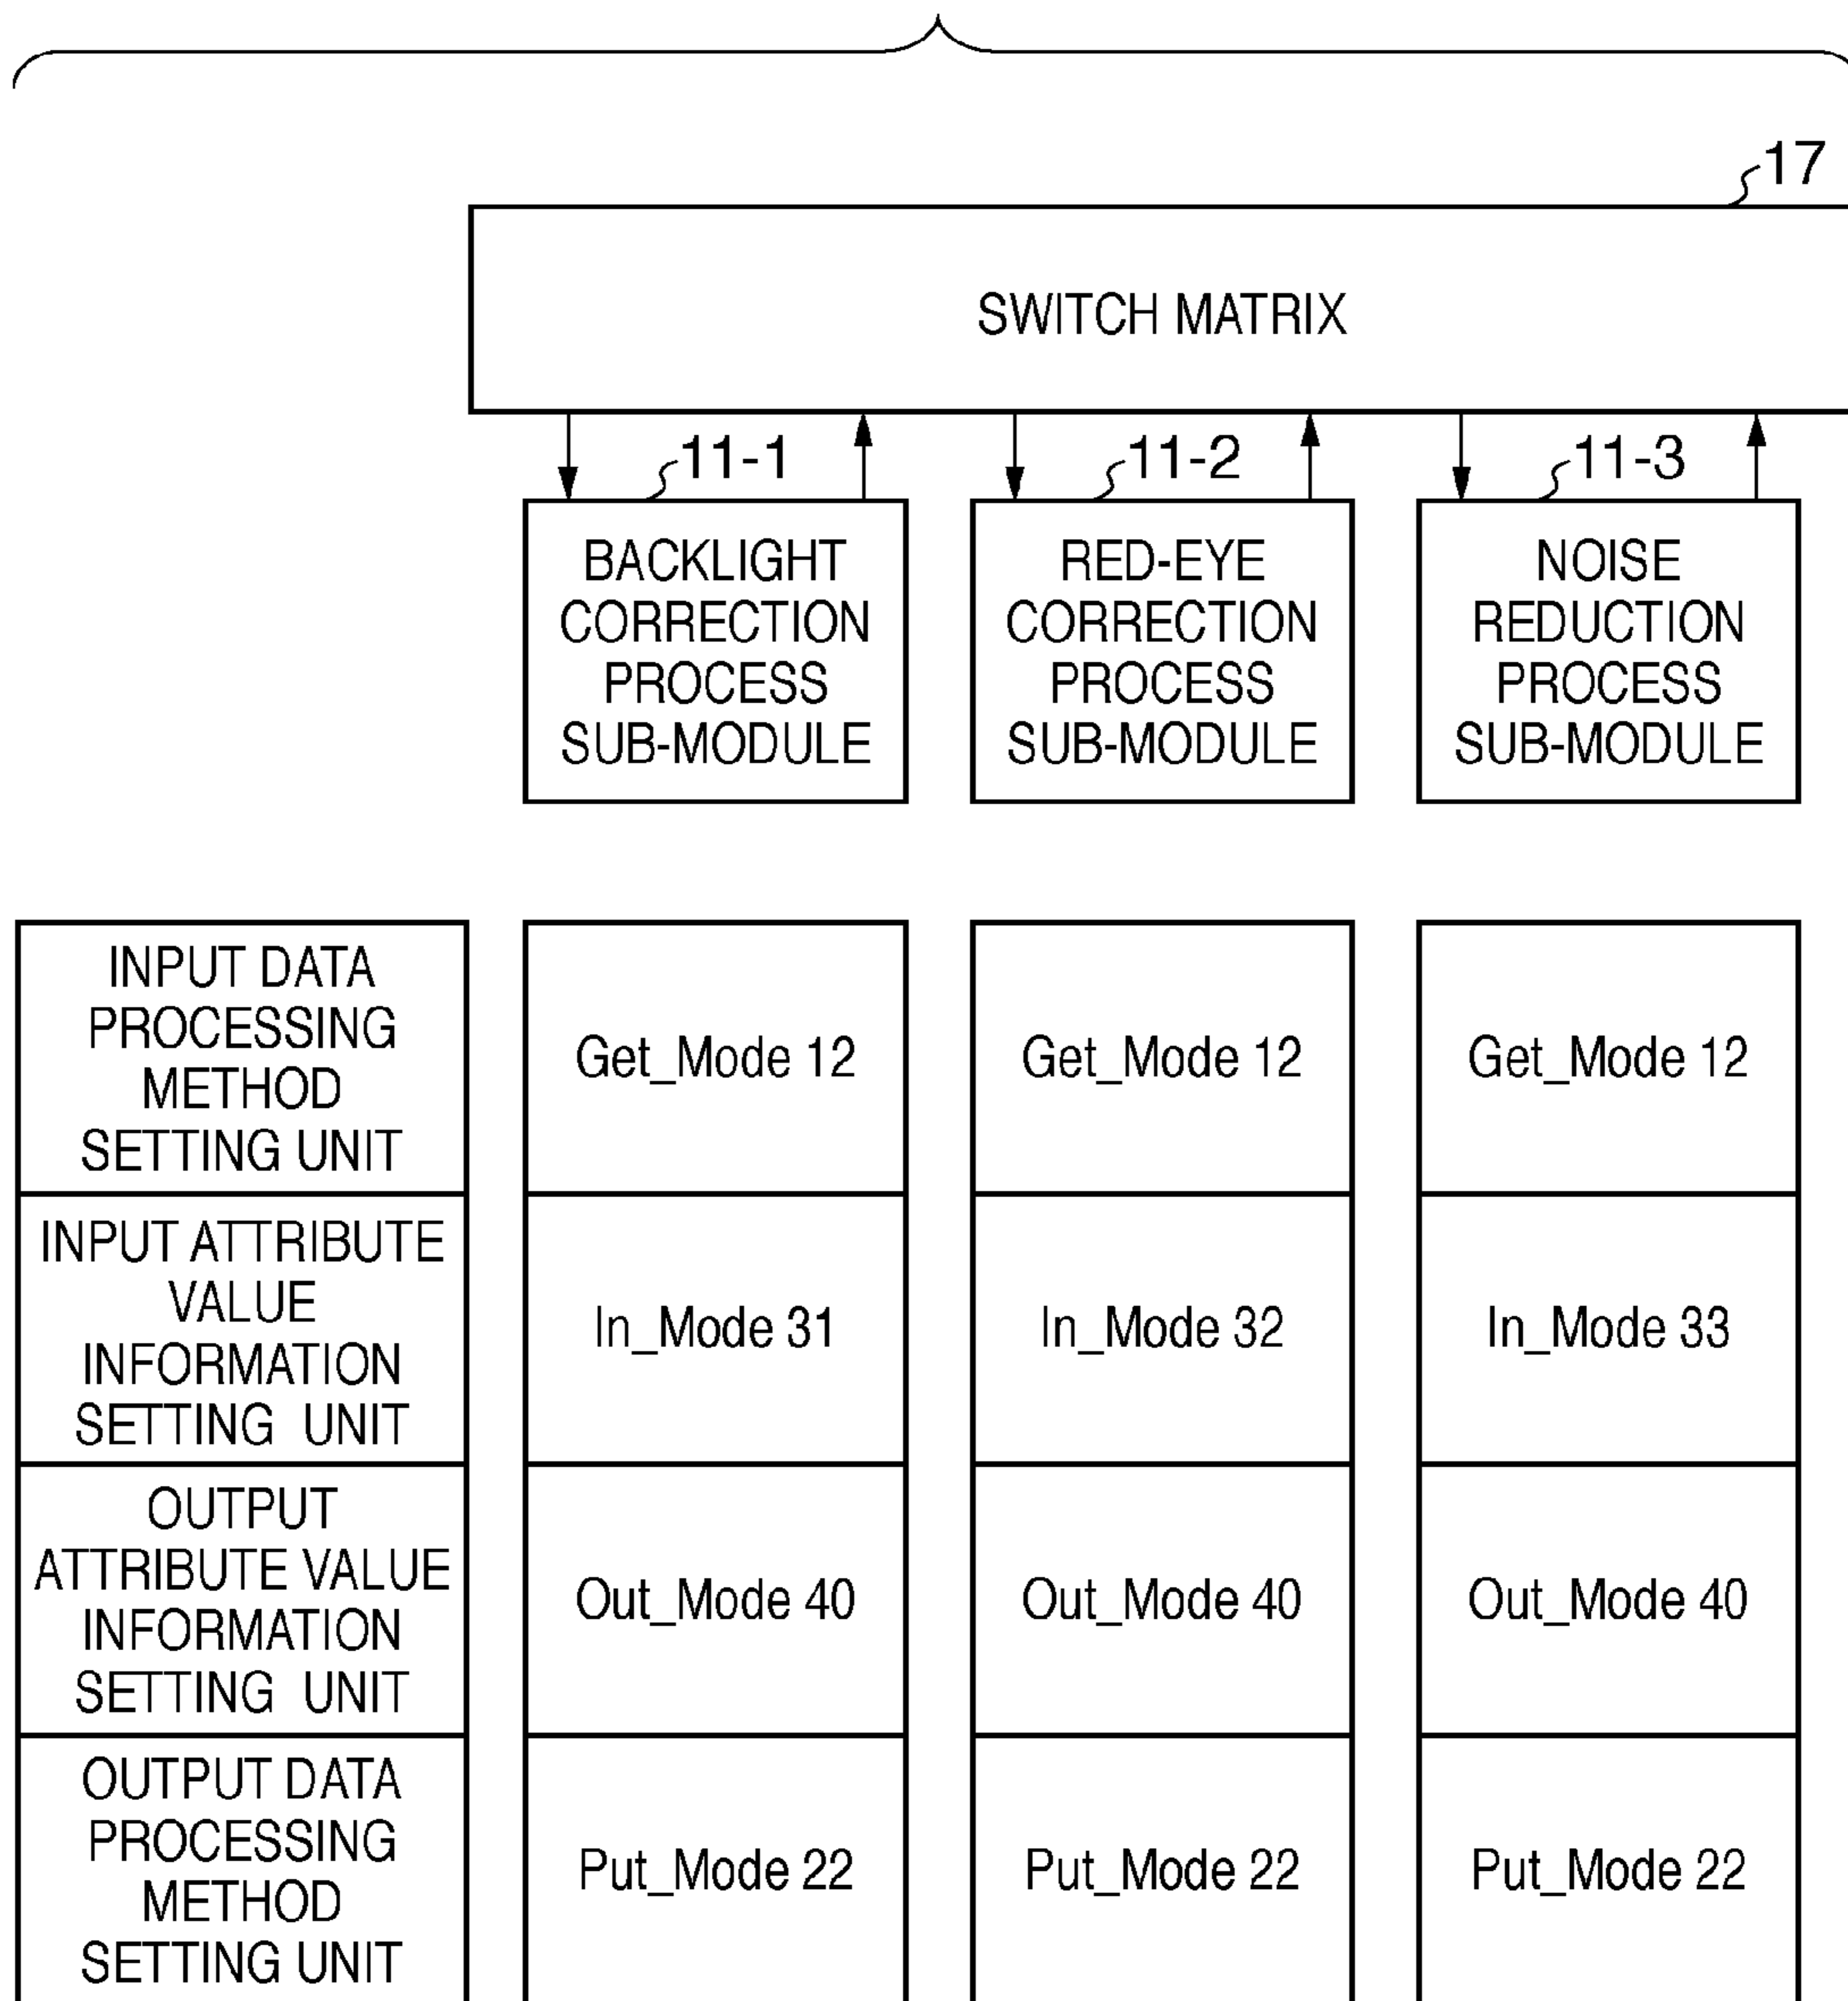 17
SWITCH MATRIX
11-1
11-2
11-3
BACKLIGHT
CORRECTION
PROCESS
SUB-MODULE
RED-EYE
CORRECTION
PROCESS
SUB-MODULE
NOISE
REDUCTION
PROCESS
SUB-MODULE
INPUT DATA
PROCESSING
METHOD
SETTING UNIT
Get_Mode 12
Get_Mode 12
Get_Mode 12
INPUT ATTRIBUTE
VALUE
INFORMATION
SETTING UNIT
In_Mode 31
In_Mode 32
In_Mode 33
OUTPUT
ATTRIBUTE VALUE
INFORMATION
SETTING UNIT
Out_Mode 40
Out_Mode 40
Out_Mode 40
OUTPUT DATA
PROCESSING
METHOD
SETTING UNIT
Put_Mode 22
Put_Mode 22
Put_Mode 22